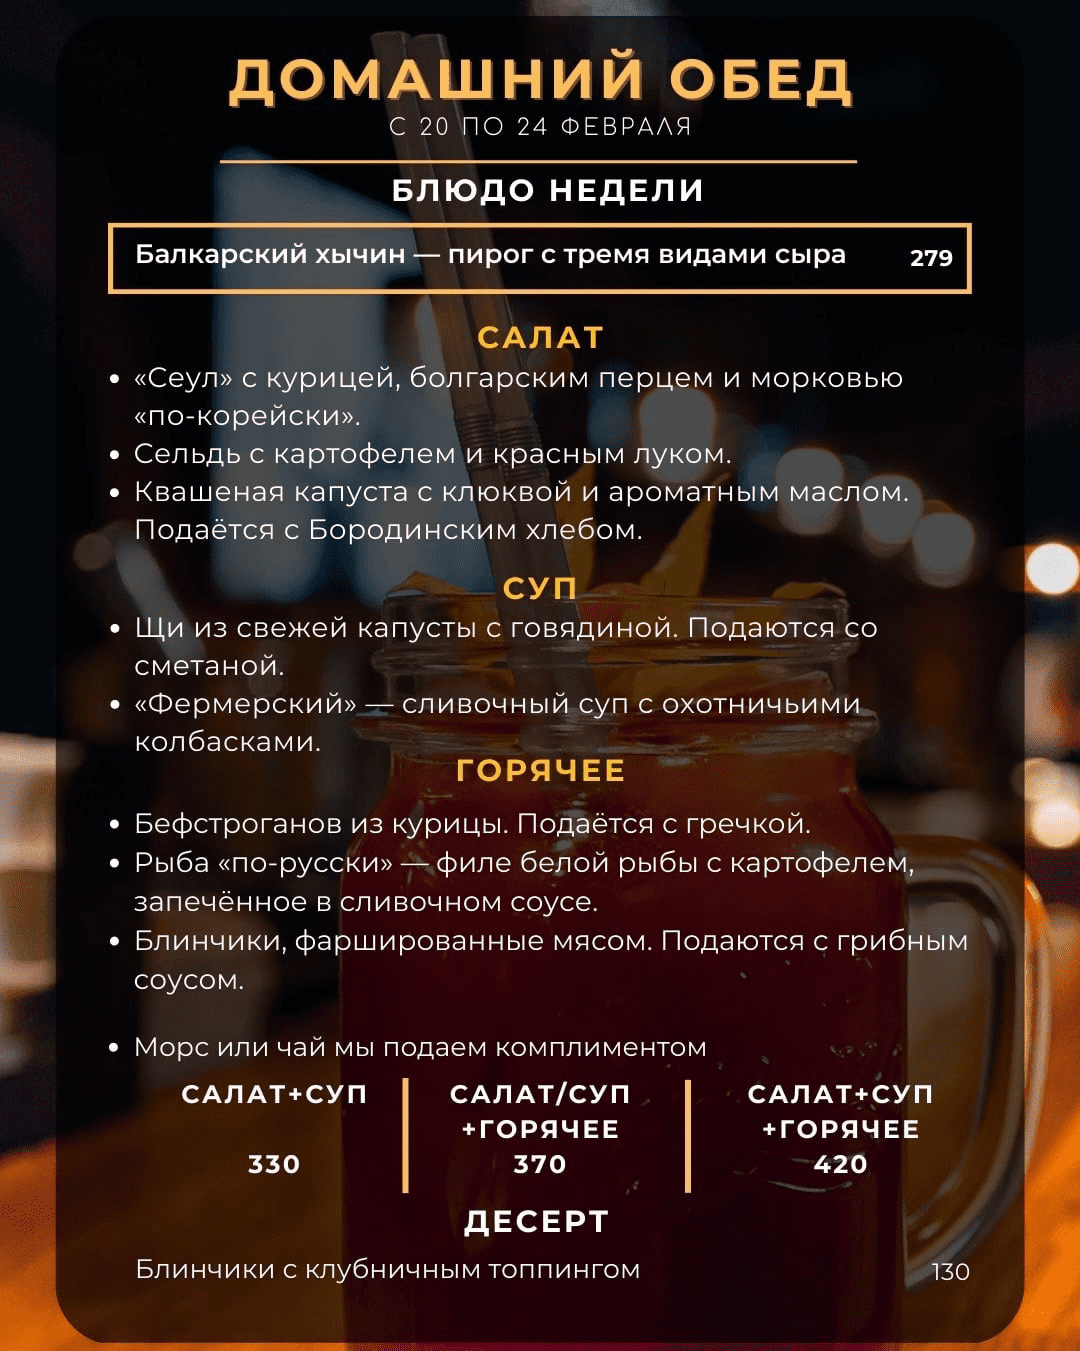 ДОМАШНИЙ ОБЕД
С 20 ПО 24 ФЕВРАЛЯ
БЛЮДО НЕДЕЛИ
Балкарский хычин — пирог с тремя видами сыра 279
САЛАТ
• «Сеул» с курицей, болгарским перцем и морковью
«по-корейски».
• Сельдь с картофелем и красным луком.
• Квашеная капуста с клюквой и ароматным маслом.
Подаётся с Бородинским хлебом.
СУП
• Щи из свежей капусты с говядиной. Подаются со
сметаной.
• «Фермерский» — сливочный суп с охотничьими
колбасками.
ГОРЯЧЕЕ
• Бефстроганов из курицы. Подаётся с гречкой.
• Рыба «по-русски» — филе белой рыбы с картофелем,
запечённое в сливочном соусе.
• Блинчики, фаршированные мясом. Подаются с грибным
соусом.
• Морс или чай мы подаем комплиментом
САЛАТ+СУП
330
САЛАТ/СУП
+ГОРЯЧЕЕ
370
САЛАТ+СУП
+ГОРЯЧЕЕ
420
ДЕСЕРТ
Блинчики с клубничным топпингом 130